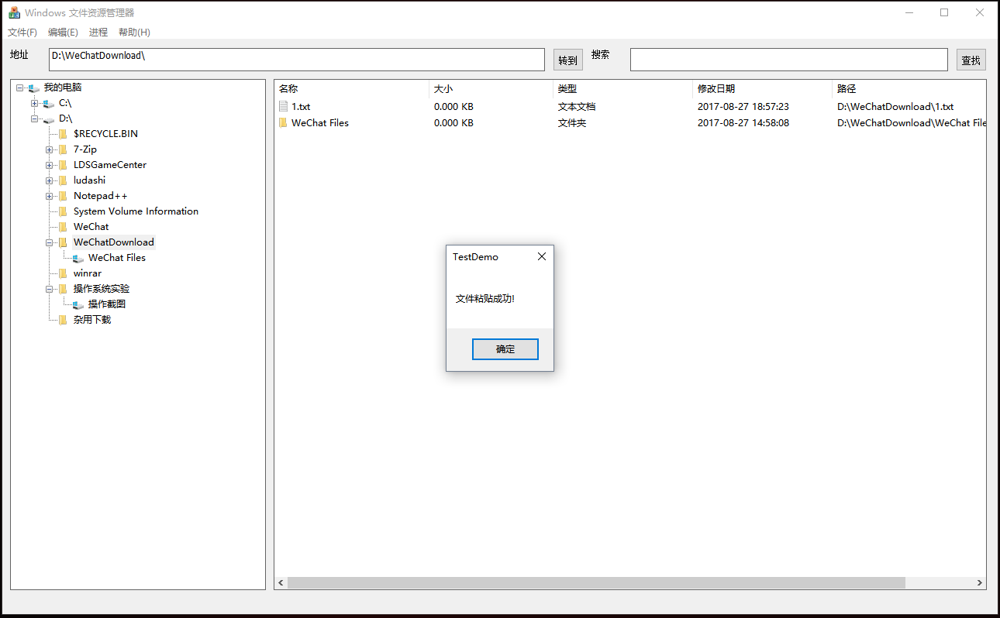 Windows 文件资源管理器
文件(F) 编辑(E) 进程 帮助(H)
地址 D:\WeChatDownload\ 转到 搜索 查找
我的电脑
C:\
D:\
$RECYCLE.BIN
7-Zip
LDSGameCenter
ludashi
Notepad++
System Volume Information
WeChat
WeChatDownload
WeChat Files
winrar
操作系统实验
操作截图
杂用下载
名称 大小 类型 修改日期 路径
1.txt 0.000 KB 文本文档 2017-08-27 18:57:23 D:\WeChatDownload\1.txt
WeChat Files 0.000 KB 文件夹 2017-08-27 14:58:08 D:\WeChatDownload\WeChat File
TestDemo
文件粘贴成功!
确定